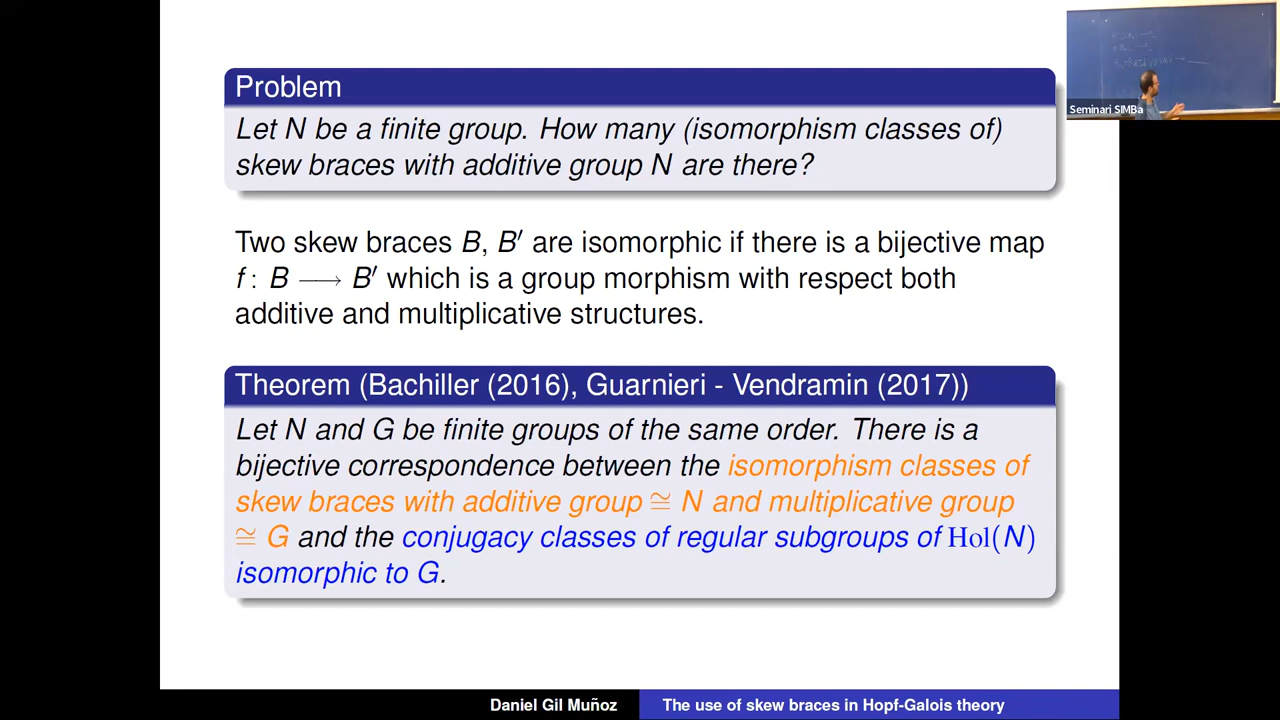 Problem
Let N be a finite group. How many (isomorphism classes of)
skew braces with additive group N are there?
Two skew braces B, B′ are isomorphic if there is a bijective map
f : B ⟶ B′ which is a group morphism with respect both
additive and multiplicative structures.
Theorem (Bachiller (2016), Guarnieri - Vendramin (2017))
Let N and G be finite groups of the same order. There is a
bijective correspondence between the isomorphism classes of
skew braces with additive group ≅ N and multiplicative group
≅ G and the conjugacy classes of regular subgroups of Hol(N)
isomorphic to G.
Seminari SIMBa
Daniel Gil Muñoz
The use of skew braces in Hopf-Galois theory